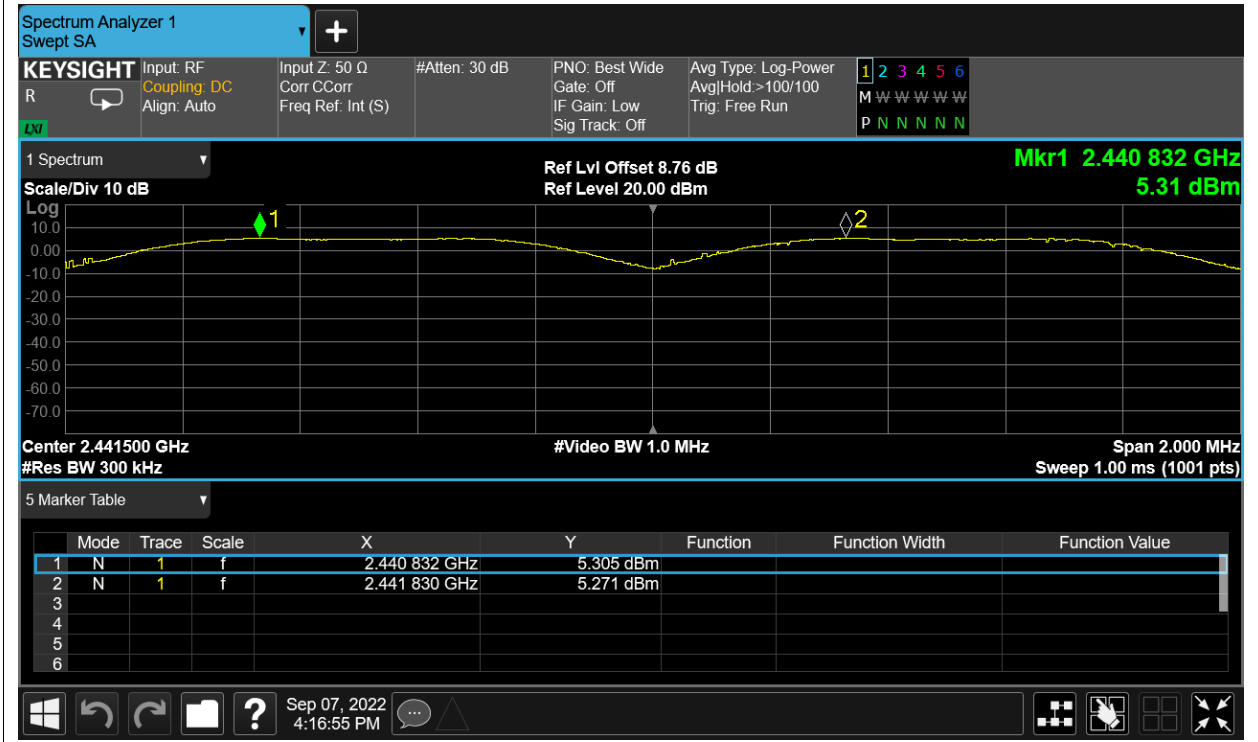 Spectrum Analyzer 1
Swept SA
+
KEYSIGHT Input: RF Input Z: 50 Ω #Atten: 30 dB PNO: Best Wide Avg Type: Log-Power 1 2 3 4 5 6
R Coupling: DC Corr CCorr Gate: Off Avg|Hold:>100/100 M W W W W W
Align: Auto Freq Ref: Int (S) IF Gain: Low Trig: Free Run
LXI Sig Track: Off P N N N N N
1 Spectrum Ref Lvl Offset 8.76 dB Mkr1 2.440 832 GHz
Scale/Div 10 dB Ref Level 20.00 dBm 5.31 dBm
Log
1 2
10.0
0.00
-10.0
-20.0
-30.0
-40.0
-50.0
-60.0
-70.0
Center 2.441500 GHz #Video BW 1.0 MHz Span 2.000 MHz
#Res BW 300 kHz Sweep 1.00 ms (1001 pts)
5 Marker Table
Mode Trace Scale X Y Function Function Width Function Value
1 N 1 f 2.440 832 GHz 5.305 dBm
2 N 1 f 2.441 830 GHz 5.271 dBm
3
4
5
6
? Sep 07, 2022
4:16:55 PM